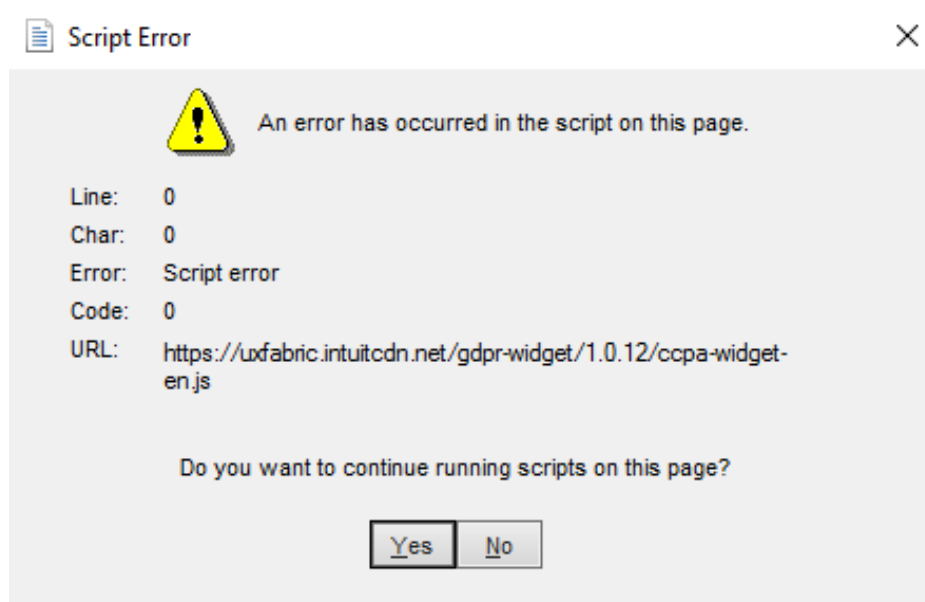 Script Error
An error has occurred in the script on this page.
Line: 0
Char: 0
Error: Script error
Code: 0
URL: https://uxfabric.intuitcdn.net/gdpr-widget/1.0.12/ccpa-widget-
en.js
Do you want to continue running scripts on this page?
Yes No